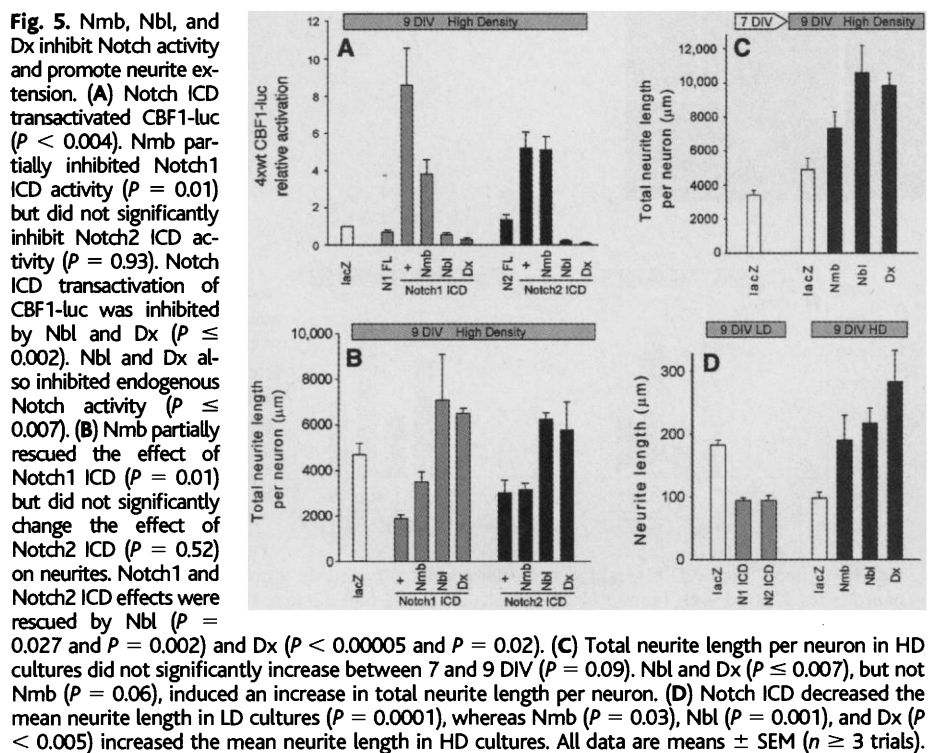 Fig. 5. Nmb, Nbl, and
Dx inhibit Notch activity
and promote neurite ex-
tension. (A) Notch ICD
transactivated CBF1-luc
(P < 0.004). Nmb par-
tially inhibited Notch1
ICD activity (P = 0.01)
but did not significantly
inhibit Notch2 ICD ac-
tivity (P = 0.93). Notch
ICD transactivation of
CBF1-luc was inhibited
by Nbl and Dx (P ≤
0.002). Nbl and Dx al-
so inhibited endogenous
Notch activity (P ≤
0.007). (B) Nmb partially
rescued the effect of
Notch1 ICD (P = 0.01)
but did not significantly
change the effect of
Notch2 ICD (P = 0.52)
on neurites. Notch1 and
Notch2 ICD effects were
rescued by Nbl (P =
0.027 and P = 0.002) and Dx (P < 0.00005 and P = 0.02). (C) Total neurite length per neuron in HD
cultures did not significantly increase between 7 and 9 DIV (P = 0.09). Nbl and Dx (P ≤ 0.007), but not
Nmb (P = 0.06), induced an increase in total neurite length per neuron. (D) Notch ICD decreased the
mean neurite length in LD cultures (P = 0.0001), whereas Nmb (P = 0.03), Nbl (P = 0.001), and Dx (P
< 0.005) increased the mean neurite length in HD cultures. All data are means ± SEM (n ≥ 3 trials).
9 DIV High Density
A
4xwt CBF1-luc
relative activation
12
10
8
6
4
2
0
lacZ
N1 FL
+
Nmb
Nbl
Dx
Notch1 ICD
N2 FL
+
Nmb
Nbl
Dx
Notch2 ICD
9 DIV High Density
B
Total neurite length
per neuron (µm)
10,000
8000
6000
4000
2000
0
lacZ
+
Nmb
Nbl
Dx
Notch1 ICD
+
Nmb
Nbl
Dx
Notch2 ICD
7 DIV
9 DIV High Density
C
Total neurite length
per neuron (µm)
12,000
10,000
8000
6000
4000
2000
0
lacZ
lacZ
Nmb
Nbl
Dx
9 DIV LD
9 DIV HD
D
Neurite length (µm)
300
200
100
0
lacZ
N1 ICD
N2 ICD
lacZ
Nmb
Nbl
Dx